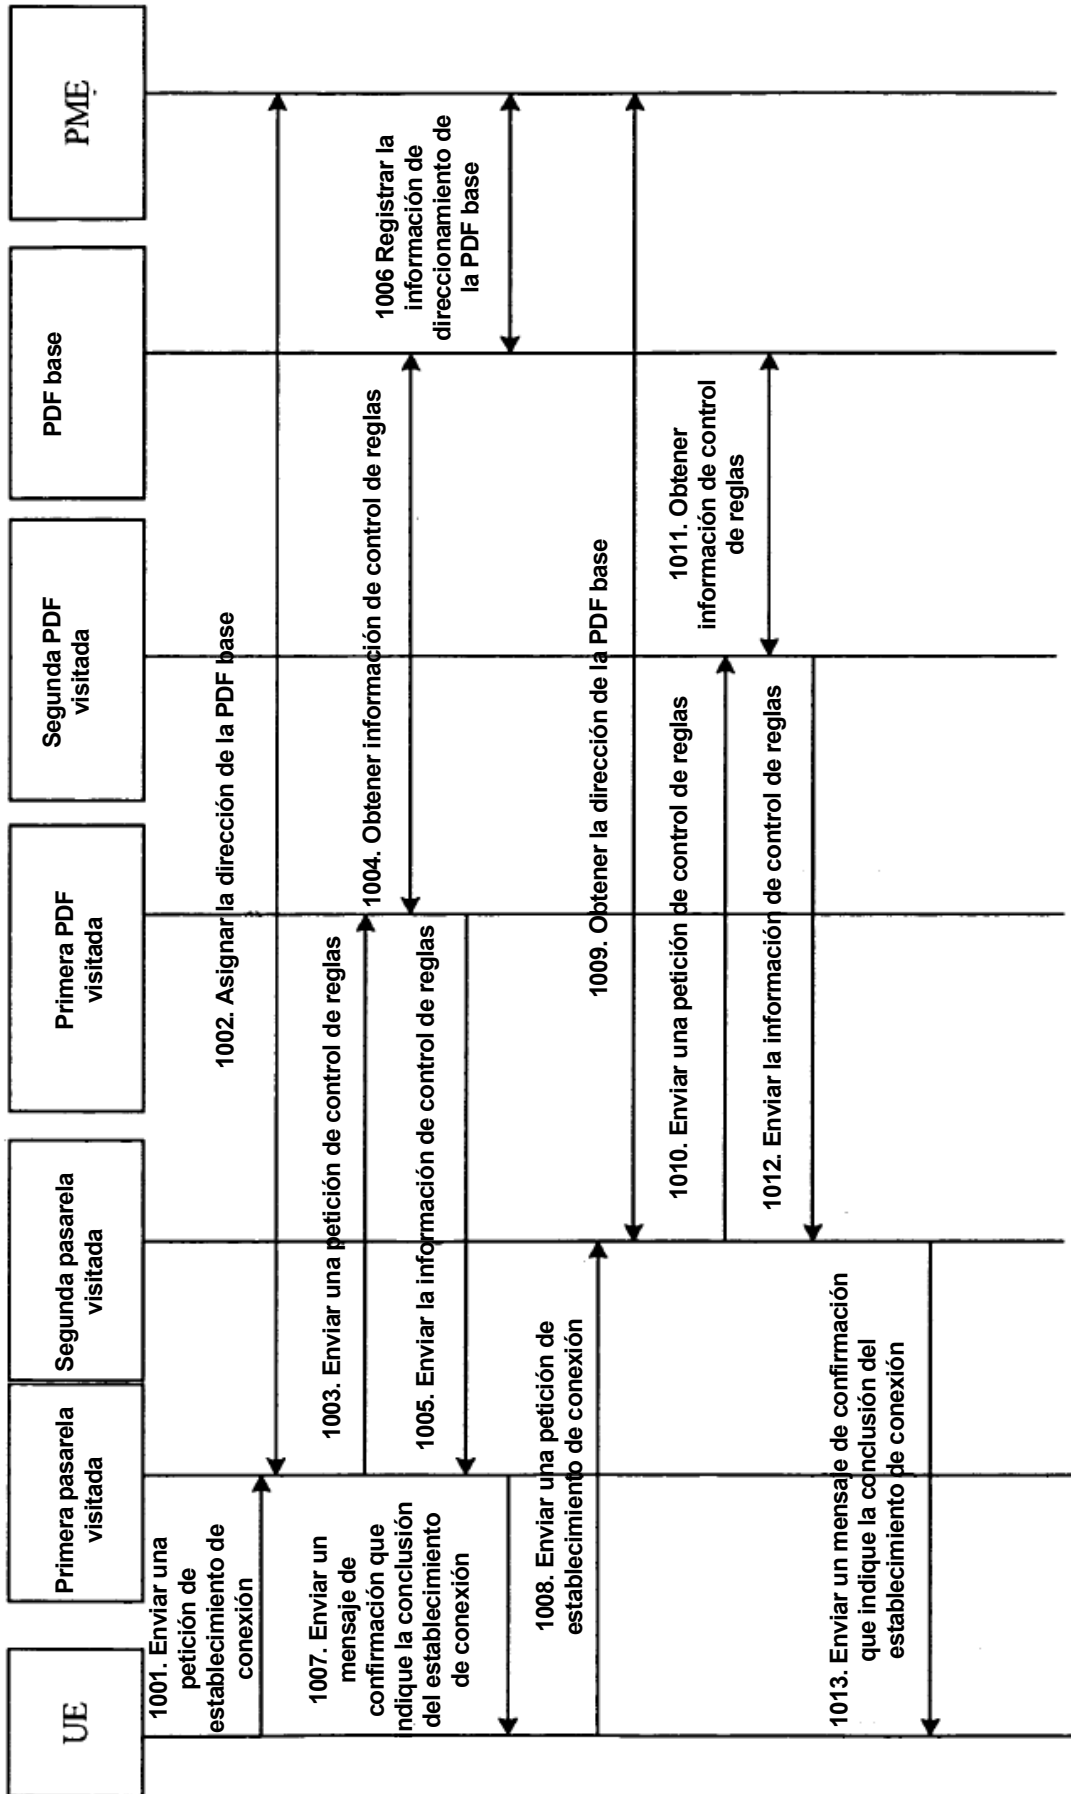 UE
Primera pasarela
visitada
Segunda pasarela
visitada
Primera PDF
visitada
Segunda PDF
visitada
PDF base
PME
1001. Enviar una
petición de
establecimiento de
conexión
1002. Asignar la dirección de la PDF base
1003. Enviar una petición de control de reglas
1004. Obtener información de control de reglas
1005. Enviar la información de control de reglas
1006 Registrar la
información de
direccionamiento de
la PDF base
1007. Enviar un
mensaje de
confirmación que
ndique la conclusión
del establecimiento
de conexión
1008. Enviar una petición de
establecimiento de conexión
1009. Obtener la dirección de la PDF base
1010. Enviar una petición de control de reglas
1011. Obtener
información de control
de reglas
1012. Enviar la información de control de reglas
1013. Enviar un mensaje de confirmación
que indique la conclusión del
establecimiento de conexión